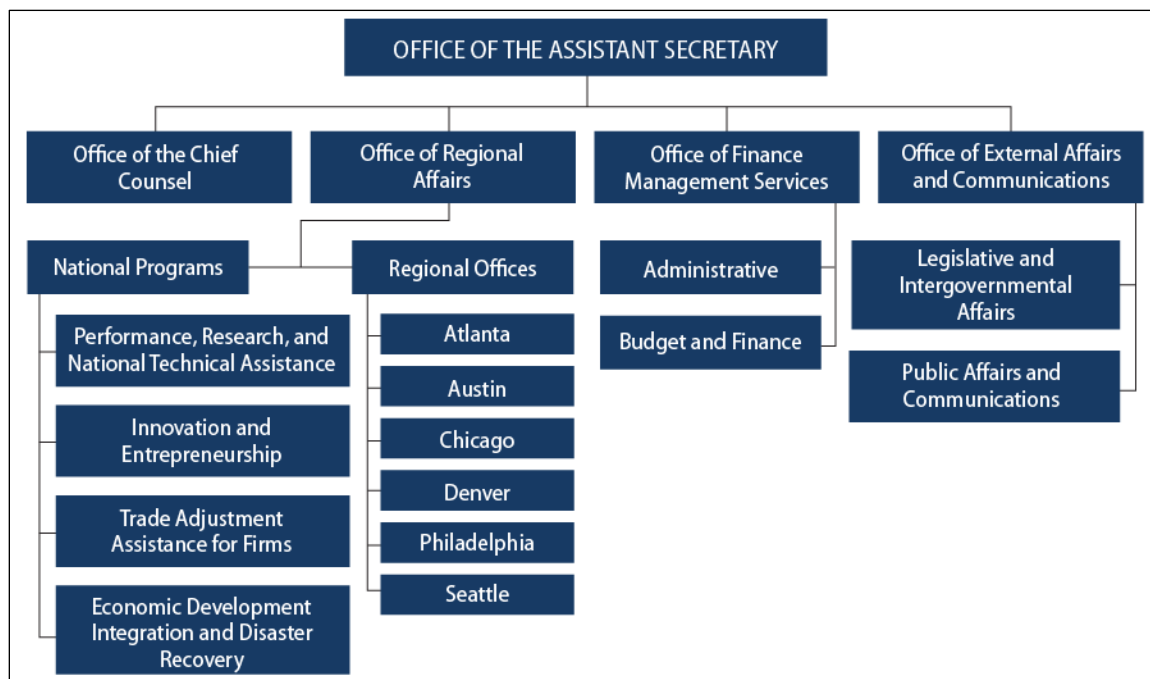 OFFICE OF THE ASSISTANT SECRETARY
Office of the Chief
Counsel
Office of Regional
Affairs
Office of Finance
Management Services
Office of External Affairs
and Communications
National Programs
Performance, Research, and
National Technical Assistance
Innovation and
Entrepreneurship
Trade Adjustment
Assistance for Firms
Economic Development
Integration and Disaster
Recovery
Regional Offices
Atlanta
Austin
Chicago
Denver
Philadelphia
Seattle
Administrative
Budget and Finance
Legislative and
Intergovernmental
Affairs
Public Affairs and
Communications